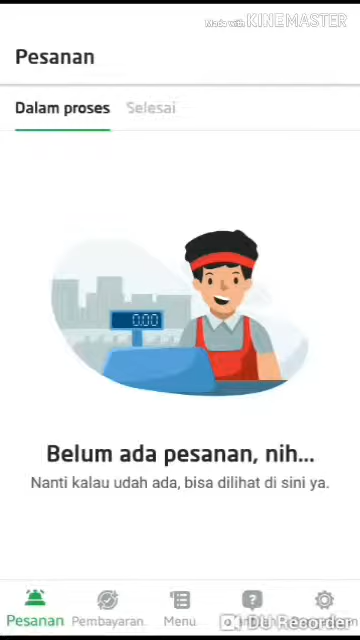 Made with KINEMASTER
Pesanan
Dalam proses
Selesai
0.00
Belum ada pesanan, nih...
Nanti kalau udah ada, bisa dilihat di sini ya.
Pesanan
Pembayaran
Menu
DU Recorder